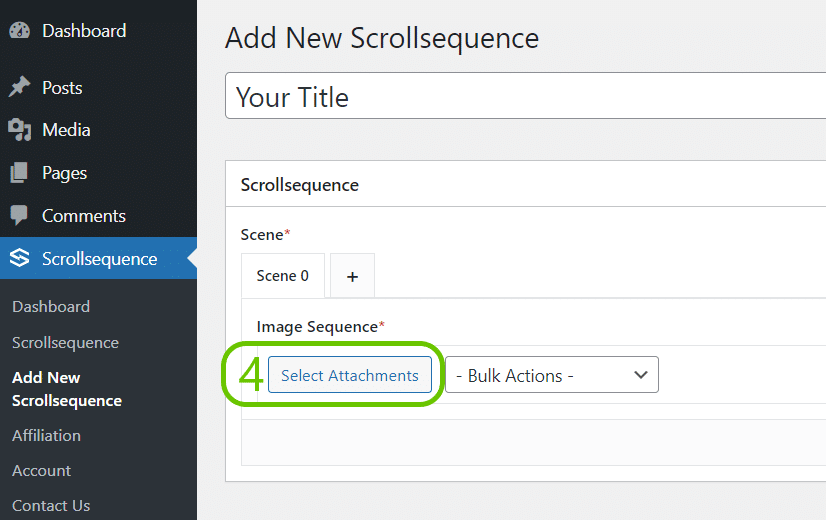 Dashboard
Posts
Media
Pages
Comments
Scrollsequence
Dashboard
Scrollsequence
Add New
Scrollsequence
Affiliation
Account
Contact Us
Add New Scrollsequence
Your Title
Scrollsequence
Scene*
Scene 0 +
Image Sequence*
4 Select Attachments - Bulk Actions -